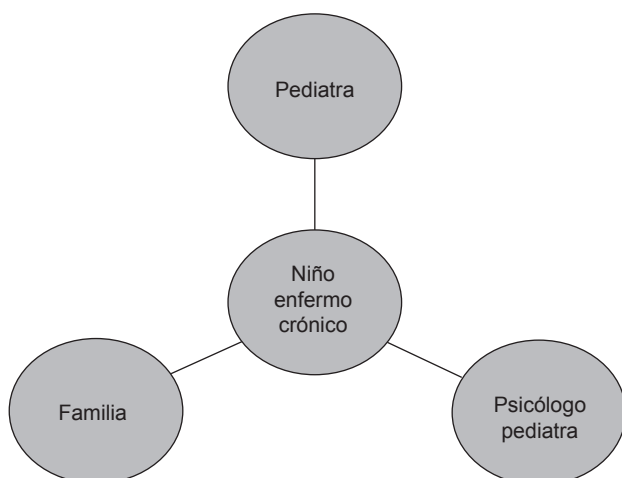 Pediatra
Niño
enfermo
crónico
Familia
Psicólogo
pediatra